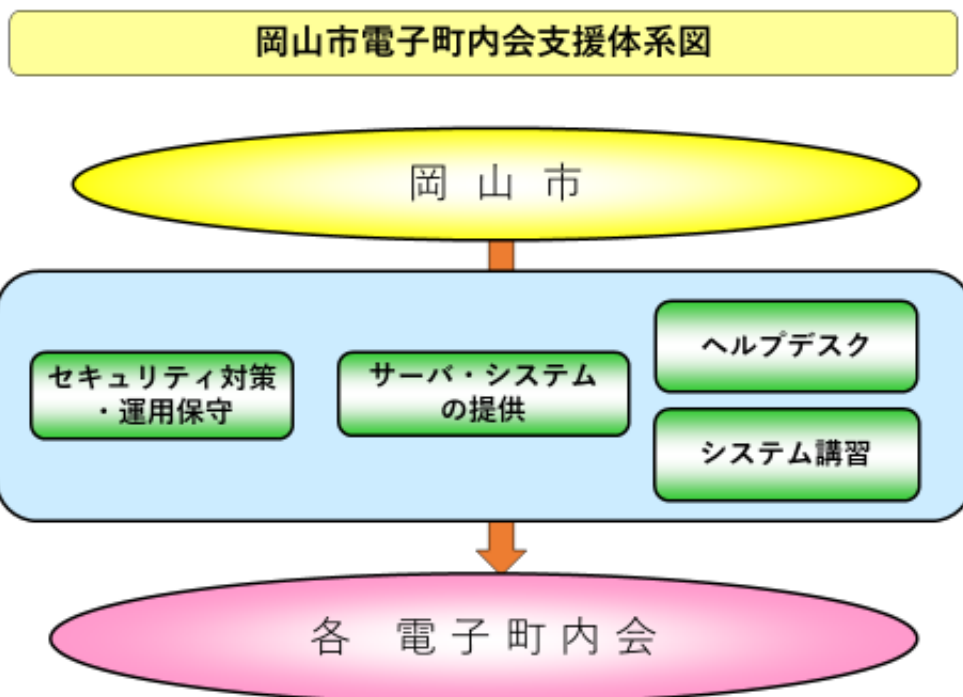 岡山市電子町内会支援体系図
岡 山 市
セキュリティ対策
・運用保守
サーバ・システム
の提供
ヘルプデスク
システム講習
各 電子町内会